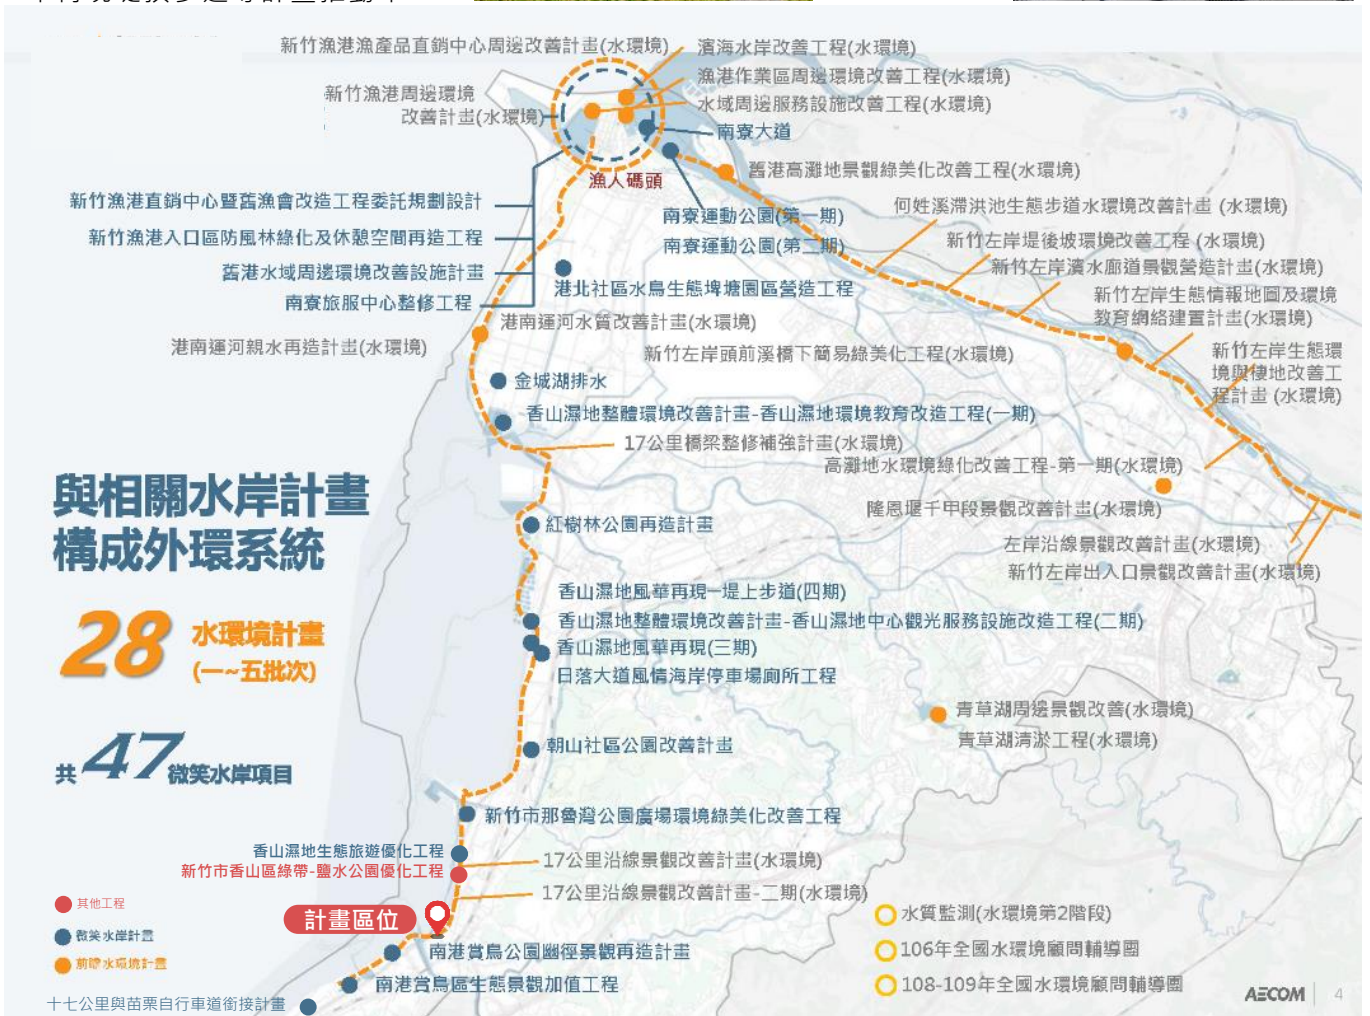 新竹漁港漁產品直銷中心周邊改善計畫(水環境)
濱海水岸改善工程(水環境)
漁港作業區周邊環境改善工程(水環境)
新竹漁港周邊環境
改善計畫(水環境)
水域周邊服務設施改善工程(水環境)
南寮大道
漁人碼頭
舊港高灘地景觀綠美化改善工程(水環境)
新竹漁港直銷中心暨舊漁會改造工程委託規劃設計
新竹漁港入口區防風林綠化及休憩空間再造工程
舊港水域周邊環境改善設施計畫
南寮旅服中心整修工程
南寮運動公園(第一期)
南寮運動公園(第二期)
何姓溪滯洪池生態步道水環境改善計畫 (水環境)
新竹左岸堤後坡環境改善工程 (水環境)
新竹左岸濱水廊道景觀營造計畫(水環境)
港北社區水鳥生態埤塘園區營造工程
新竹左岸生態情報地圖及環境
教育網絡建置計畫(水環境)
港南運河水質改善計畫(水環境)
港南運河親水再造計畫(水環境)
新竹左岸頭前溪橋下簡易綠美化工程(水環境)
新竹左岸生態環
境與棲地改善工
程計畫 (水環境)
金城湖排水
香山濕地整體環境改善計畫-香山濕地環境教育改造工程(一期)
17公里橋梁整修補強計畫(水環境)
高灘地水環境綠化改善工程-第一期(水環境)
隆恩堰千甲段景觀改善計畫(水環境)
左岸沿線景觀改善計畫(水環境)
新竹左岸出入口景觀改善計畫(水環境)
與相關水岸計畫
構成外環系統
紅樹林公園再造計畫
28 水環境計畫
(一~五批次)
香山濕地風華再現一堤上步道(四期)
香山濕地整體環境改善計畫-香山濕地中心觀光服務設施改造工程(二期)
香山濕地風華再現(三期)
日落大道風情海岸停車場廁所工程
青草湖周邊景觀改善(水環境)
青草湖清淤工程(水環境)
共47微笑水岸項目
朝山社區公園改善計畫
新竹市那魯灣公園廣場環境綠美化改善工程
香山濕地生態旅遊優化工程
新竹市香山區綠帶-鹽水公園優化工程
17公里沿線景觀改善計畫(水環境)
17公里沿線景觀改善計畫-二期(水環境)
計畫區位
其他工程
微笑水岸計畫
前瞻水環境計畫
南港賞鳥公園幽徑景觀再造計畫
南港賞鳥區生態景觀加值工程
十七公里與苗栗自行車道銜接計畫
水質監測(水環境第2階段)
106年全國水環境顧問輔導團
108-109年全國水環境顧問輔導團
AECOM 4